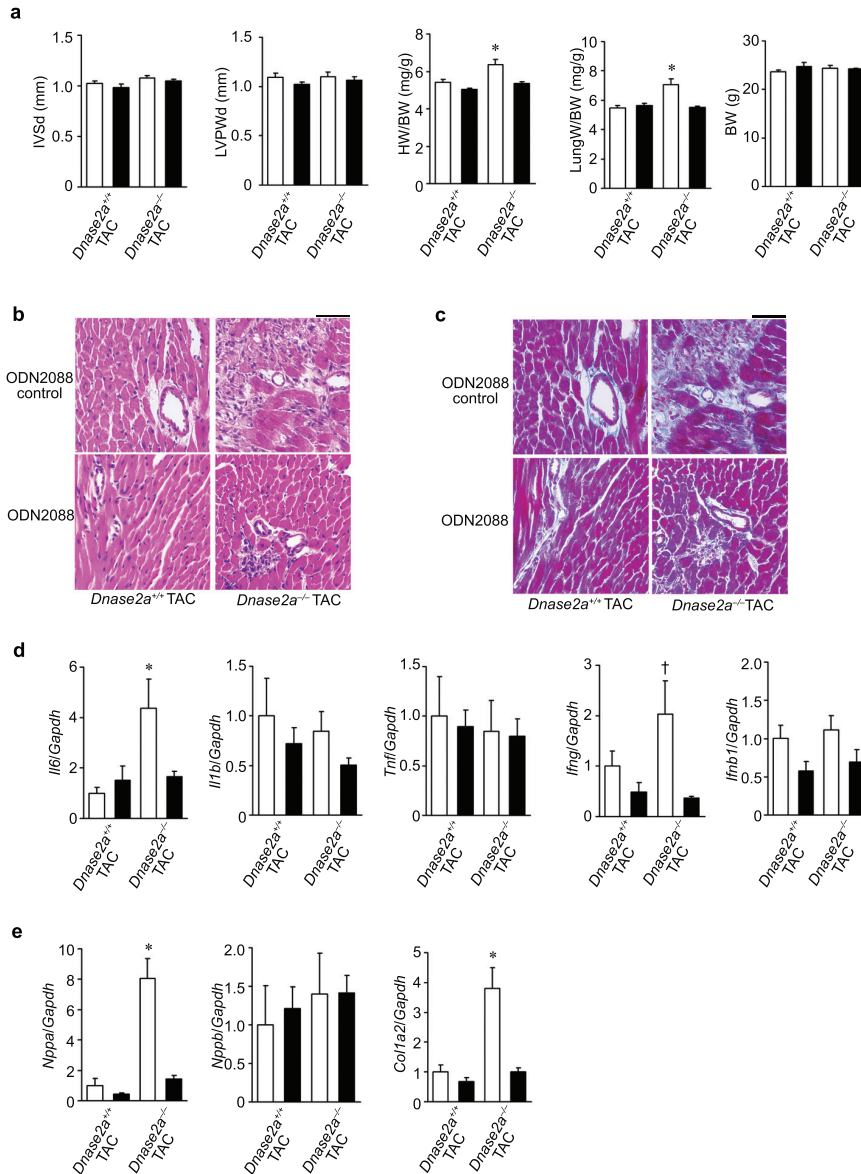 a
1.5
1.0
0.5
0
IVSd (mm)
Dnase2a+/+
TAC
Dnase2a–/–
TAC
1.5
1.0
0.5
0
LVPWd (mm)
Dnase2a+/+
TAC
Dnase2a–/–
TAC
8
6
4
2
0
HW/BW (mg/g)
*
Dnase2a+/+
TAC
Dnase2a–/–
TAC
10
8
6
4
2
0
LungW/BW (mg/g)
*
Dnase2a+/+
TAC
Dnase2a–/–
TAC
30
20
10
0
BW (g)
Dnase2a+/+
TAC
Dnase2a–/–
TAC
b
ODN2088
control
ODN2088
Dnase2a+/+ TAC
Dnase2a–/– TAC
c
ODN2088
control
ODN2088
Dnase2a+/+ TAC
Dnase2a–/–TAC
d
6
4
2
0
Il6/Gapdh
*
Dnase2a+/+
TAC
Dnase2a–/–
TAC
1.5
1.0
0.5
0
Il1b/Gapdh
Dnase2a+/+
TAC
Dnase2a–/–
TAC
1.5
1.0
0.5
0
Tnf/Gapdh
Dnase2a+/+
TAC
Dnase2a–/–
TAC
3
2
1
0
Ifng/Gapdh
†
Dnase2a+/+
TAC
Dnase2a–/–
TAC
2.0
1.5
1.0
0.5
0
Ifnb1/Gapdh
Dnase2a+/+
TAC
Dnase2a–/–
TAC
e
10
8
6
4
2
0
Nppa/Gapdh
*
Dnase2a+/+
TAC
Dnase2a–/–
TAC
2.0
1.5
1.0
0.5
0
Nppb/Gapdh
Dnase2a+/+
TAC
Dnase2a–/–
TAC
5
4
3
2
1
0
Col1a2/Gapdh
*
Dnase2a+/+
TAC
Dnase2a–/–
TAC